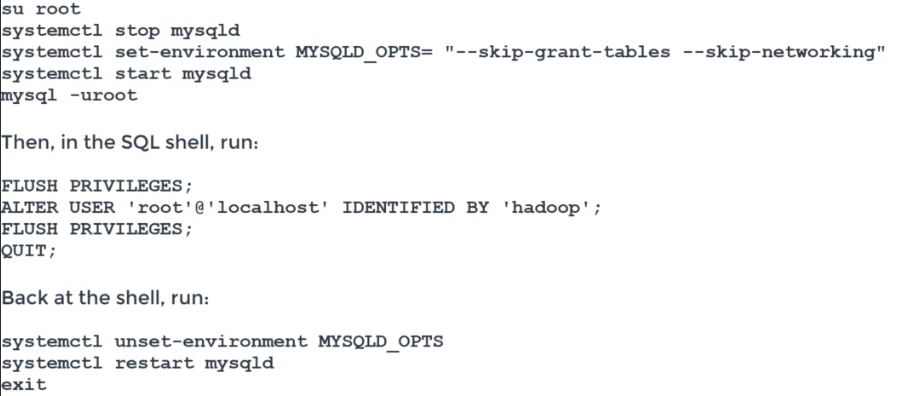 su root
systemctl stop mysqld
systemctl set-environment MYSQLD_OPTS= "--skip-grant-tables --skip-networking"
systemctl start mysqld
mysql -uroot
Then, in the SQL shell, run:
FLUSH PRIVILEGES;
ALTER USER 'root'@'localhost' IDENTIFIED BY 'hadoop';
FLUSH PRIVILEGES;
QUIT;
Back at the shell, run:
systemctl unset-environment MYSQLD_OPTS
systemctl restart mysqld
exit